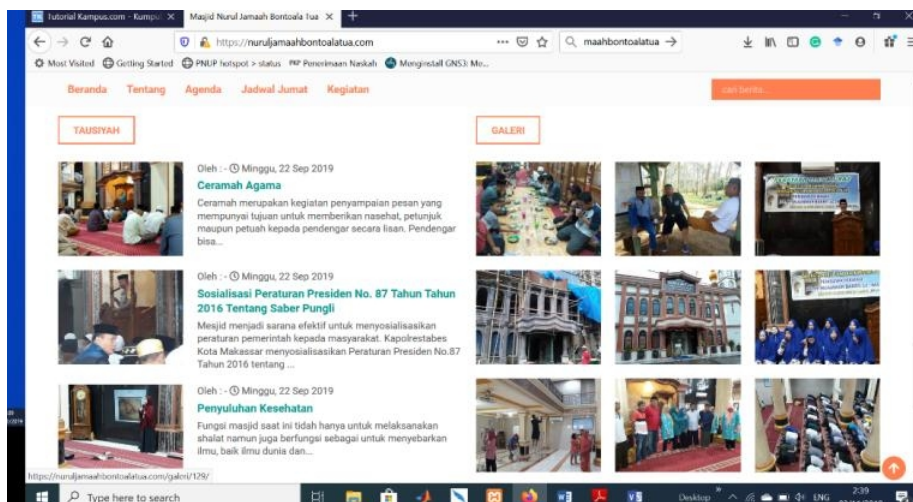 Tutorial Kampus.com - Kumpul
Masjid Nurul Jamaah Bontoala Tua
https://nuruljamaahbontoalatua.com
maahbontoalatua
Most Visited
Getting Started
PNUP hotspot > status
PKP Penerimaan Naskah
Menginstall GNS3: Me...
Beranda
Tentang
Agenda
Jadwal Jumat
Kegiatan
cari berita...
TAUSIYAH
Oleh : - Minggu, 22 Sep 2019
Ceramah Agama
Ceramah merupakan kegiatan penyampaian pesan yang
mempunyai tujuan untuk memberikan nasehat, petunjuk
maupun petuah kepada pendengar secara lisan. Pendengar
bisa...
Oleh : - Minggu, 22 Sep 2019
Sosialisasi Peraturan Presiden No. 87 Tahun Tahun
2016 Tentang Saber Pungli
Mesjid menjadi sarana efektif untuk menyosialisasikan
peraturan pemerintah kepada masyarakat. Kapolrestabes
Kota Makassar menyosialisasikan Peraturan Presiden No.87
Tahun 2016 tentang ...
Oleh : - Minggu, 22 Sep 2019
Penyuluhan Kesehatan
Fungsi masjid saat ini tidah hanya untuk melaksanakan
shalat namun juga berfungsi sebagai untuk menyebarkan
ilmu, baik ilmu dunia dan...
GALERI
https://nuruljamaahbontoalatua.com/galeri/129/
Type here to search
Desktop
ENG
2:39